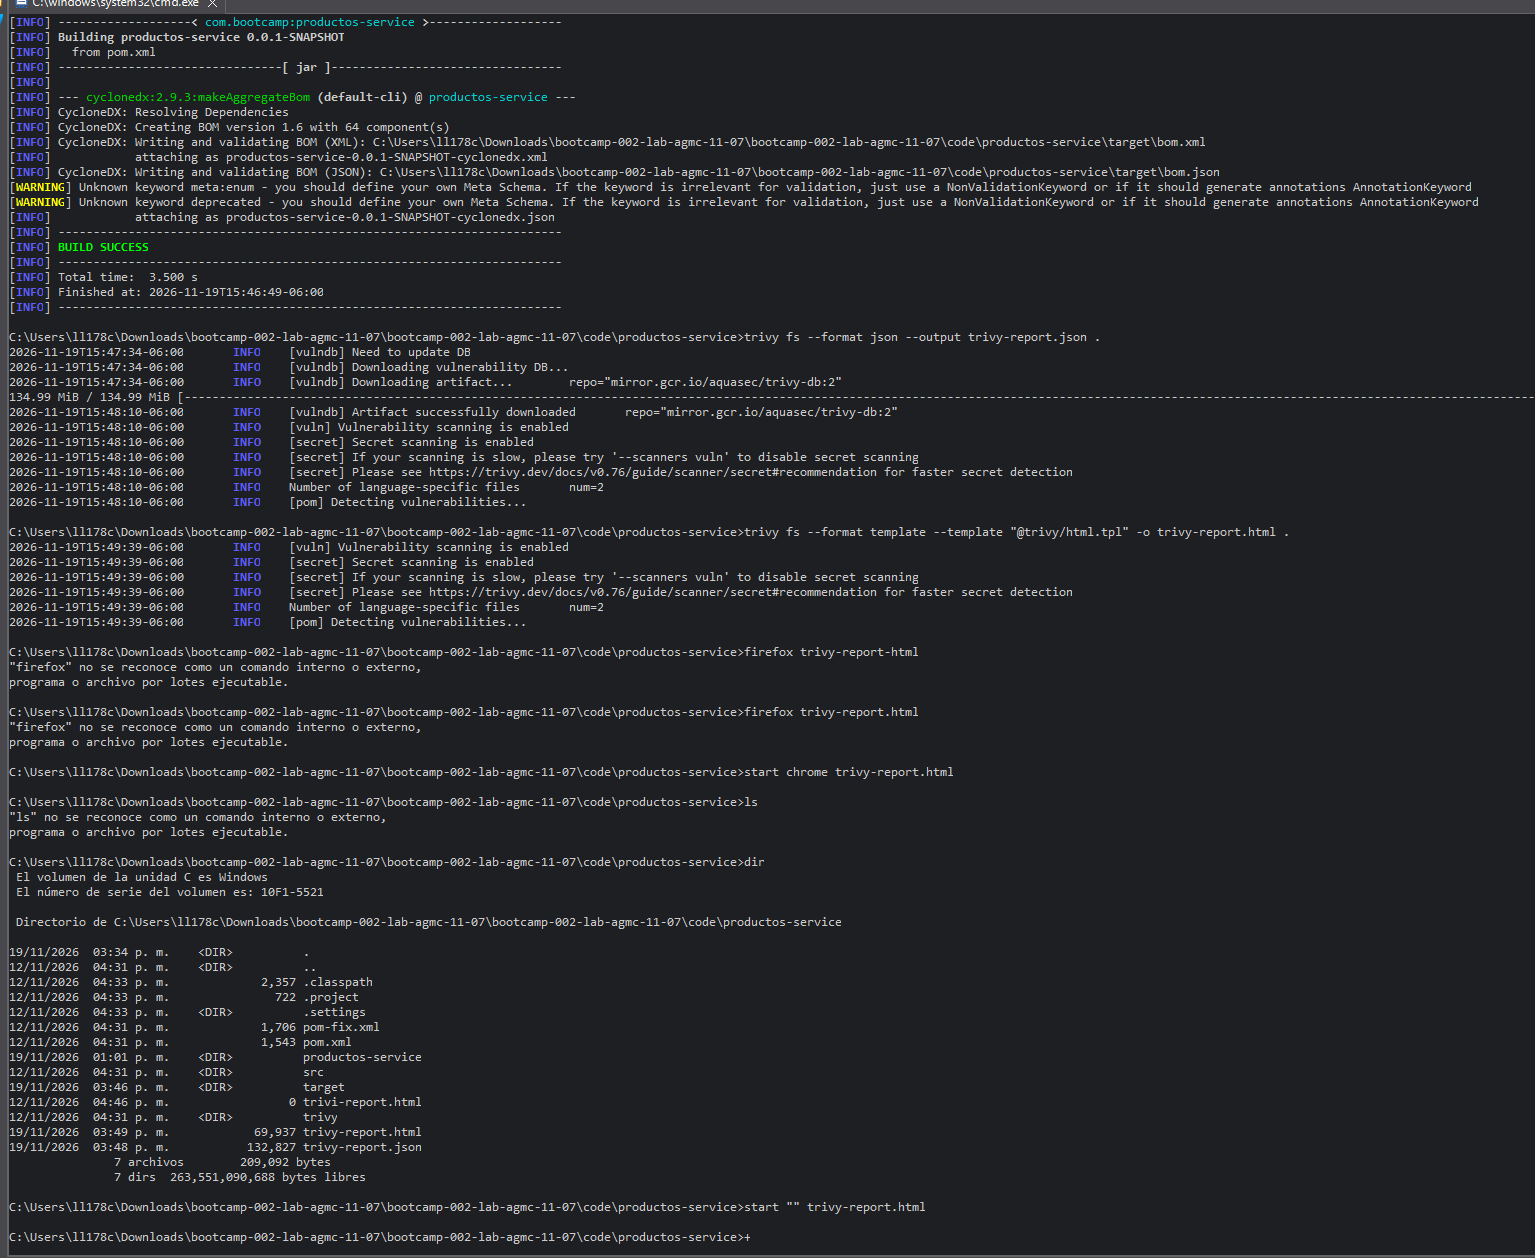 C:\windows\system32\cmd.exe
[INFO] -------------------< com.bootcamp:productos-service >-------------------
[INFO] Building productos-service 0.0.1-SNAPSHOT
[INFO]   from pom.xml
[INFO] --------------------------------[ jar ]---------------------------------
[INFO]
[INFO] --- cyclonedx:2.9.3:makeAggregateBom (default-cli) @ productos-service ---
[INFO] CycloneDX: Resolving Dependencies
[INFO] CycloneDX: Creating BOM version 1.6 with 64 component(s)
[INFO] CycloneDX: Writing and validating BOM (XML): C:\Users\ll178c\Downloads\bootcamp-002-lab-agmc-11-07\bootcamp-002-lab-agmc-11-07\code\productos-service\target\bom.xml
[INFO]            attaching as productos-service-0.0.1-SNAPSHOT-cyclonedx.xml
[INFO] CycloneDX: Writing and validating BOM (JSON): C:\Users\ll178c\Downloads\bootcamp-002-lab-agmc-11-07\bootcamp-002-lab-agmc-11-07\code\productos-service\target\bom.json
[WARNING] Unknown keyword meta:enum - you should define your own Meta Schema. If the keyword is irrelevant for validation, just use a NonValidationKeyword or if it should generate annotations AnnotationKeyword
[WARNING] Unknown keyword deprecated - you should define your own Meta Schema. If the keyword is irrelevant for validation, just use a NonValidationKeyword or if it should generate annotations AnnotationKeyword
[INFO]            attaching as productos-service-0.0.1-SNAPSHOT-cyclonedx.json
[INFO] ------------------------------------------------------------------------
[INFO] BUILD SUCCESS
[INFO] ------------------------------------------------------------------------
[INFO] Total time:  3.500 s
[INFO] Finished at: 2026-11-19T15:46:49-06:00
[INFO] ------------------------------------------------------------------------
C:\Users\ll178c\Downloads\bootcamp-002-lab-agmc-11-07\bootcamp-002-lab-agmc-11-07\code\productos-service>trivy fs --format json --output trivy-report.json .
2026-11-19T15:47:34-06:00       INFO    [vulndb] Need to update DB
2026-11-19T15:47:34-06:00       INFO    [vulndb] Downloading vulnerability DB...
2026-11-19T15:47:34-06:00       INFO    [vulndb] Downloading artifact...        repo="mirror.gcr.io/aquasec/trivy-db:2"
134.99 MiB / 134.99 MiB [----------------------------------------------------------------------------------------------------
2026-11-19T15:48:10-06:00       INFO    [vulndb] Artifact successfully downloaded       repo="mirror.gcr.io/aquasec/trivy-db:2"
2026-11-19T15:48:10-06:00       INFO    [vuln] Vulnerability scanning is enabled
2026-11-19T15:48:10-06:00       INFO    [secret] Secret scanning is enabled
2026-11-19T15:48:10-06:00       INFO    [secret] If your scanning is slow, please try '--scanners vuln' to disable secret scanning
2026-11-19T15:48:10-06:00       INFO    [secret] Please see https://trivy.dev/docs/v0.76/guide/scanner/secret#recommendation for faster secret detection
2026-11-19T15:48:10-06:00       INFO    Number of language-specific files       num=2
2026-11-19T15:48:10-06:00       INFO    [pom] Detecting vulnerabilities...
C:\Users\ll178c\Downloads\bootcamp-002-lab-agmc-11-07\bootcamp-002-lab-agmc-11-07\code\productos-service>trivy fs --format template --template "@trivy/html.tpl" -o trivy-report.html .
2026-11-19T15:49:39-06:00       INFO    [vuln] Vulnerability scanning is enabled
2026-11-19T15:49:39-06:00       INFO    [secret] Secret scanning is enabled
2026-11-19T15:49:39-06:00       INFO    [secret] If your scanning is slow, please try '--scanners vuln' to disable secret scanning
2026-11-19T15:49:39-06:00       INFO    [secret] Please see https://trivy.dev/docs/v0.76/guide/scanner/secret#recommendation for faster secret detection
2026-11-19T15:49:39-06:00       INFO    Number of language-specific files       num=2
2026-11-19T15:49:39-06:00       INFO    [pom] Detecting vulnerabilities...
C:\Users\ll178c\Downloads\bootcamp-002-lab-agmc-11-07\bootcamp-002-lab-agmc-11-07\code\productos-service>firefox trivy-report-html
"firefox" no se reconoce como un comando interno o externo,
programa o archivo por lotes ejecutable.
C:\Users\ll178c\Downloads\bootcamp-002-lab-agmc-11-07\bootcamp-002-lab-agmc-11-07\code\productos-service>firefox trivy-report.html
"firefox" no se reconoce como un comando interno o externo,
programa o archivo por lotes ejecutable.
C:\Users\ll178c\Downloads\bootcamp-002-lab-agmc-11-07\bootcamp-002-lab-agmc-11-07\code\productos-service>start chrome trivy-report.html
C:\Users\ll178c\Downloads\bootcamp-002-lab-agmc-11-07\bootcamp-002-lab-agmc-11-07\code\productos-service>ls
"ls" no se reconoce como un comando interno o externo,
programa o archivo por lotes ejecutable.
C:\Users\ll178c\Downloads\bootcamp-002-lab-agmc-11-07\bootcamp-002-lab-agmc-11-07\code\productos-service>dir
 El volumen de la unidad C es Windows
 El número de serie del volumen es: 10F1-5521
 Directorio de C:\Users\ll178c\Downloads\bootcamp-002-lab-agmc-11-07\bootcamp-002-lab-agmc-11-07\code\productos-service
19/11/2026  03:34 p. m.    <DIR>          .
12/11/2026  04:31 p. m.    <DIR>          ..
12/11/2026  04:33 p. m.             2,357 .classpath
12/11/2026  04:33 p. m.               722 .project
12/11/2026  04:33 p. m.    <DIR>          .settings
12/11/2026  04:31 p. m.             1,706 pom-fix.xml
12/11/2026  04:31 p. m.             1,543 pom.xml
19/11/2026  01:01 p. m.    <DIR>          productos-service
12/11/2026  04:31 p. m.    <DIR>          src
19/11/2026  03:46 p. m.    <DIR>          target
12/11/2026  04:46 p. m.                 0 trivi-report.html
12/11/2026  04:31 p. m.    <DIR>          trivy
19/11/2026  03:49 p. m.            69,937 trivy-report.html
19/11/2026  03:48 p. m.           132,827 trivy-report.json
               7 archivos        209,092 bytes
               7 dirs  263,551,090,688 bytes libres
C:\Users\ll178c\Downloads\bootcamp-002-lab-agmc-11-07\bootcamp-002-lab-agmc-11-07\code\productos-service>start "" trivy-report.html
C:\Users\ll178c\Downloads\bootcamp-002-lab-agmc-11-07\bootcamp-002-lab-agmc-11-07\code\productos-service>+